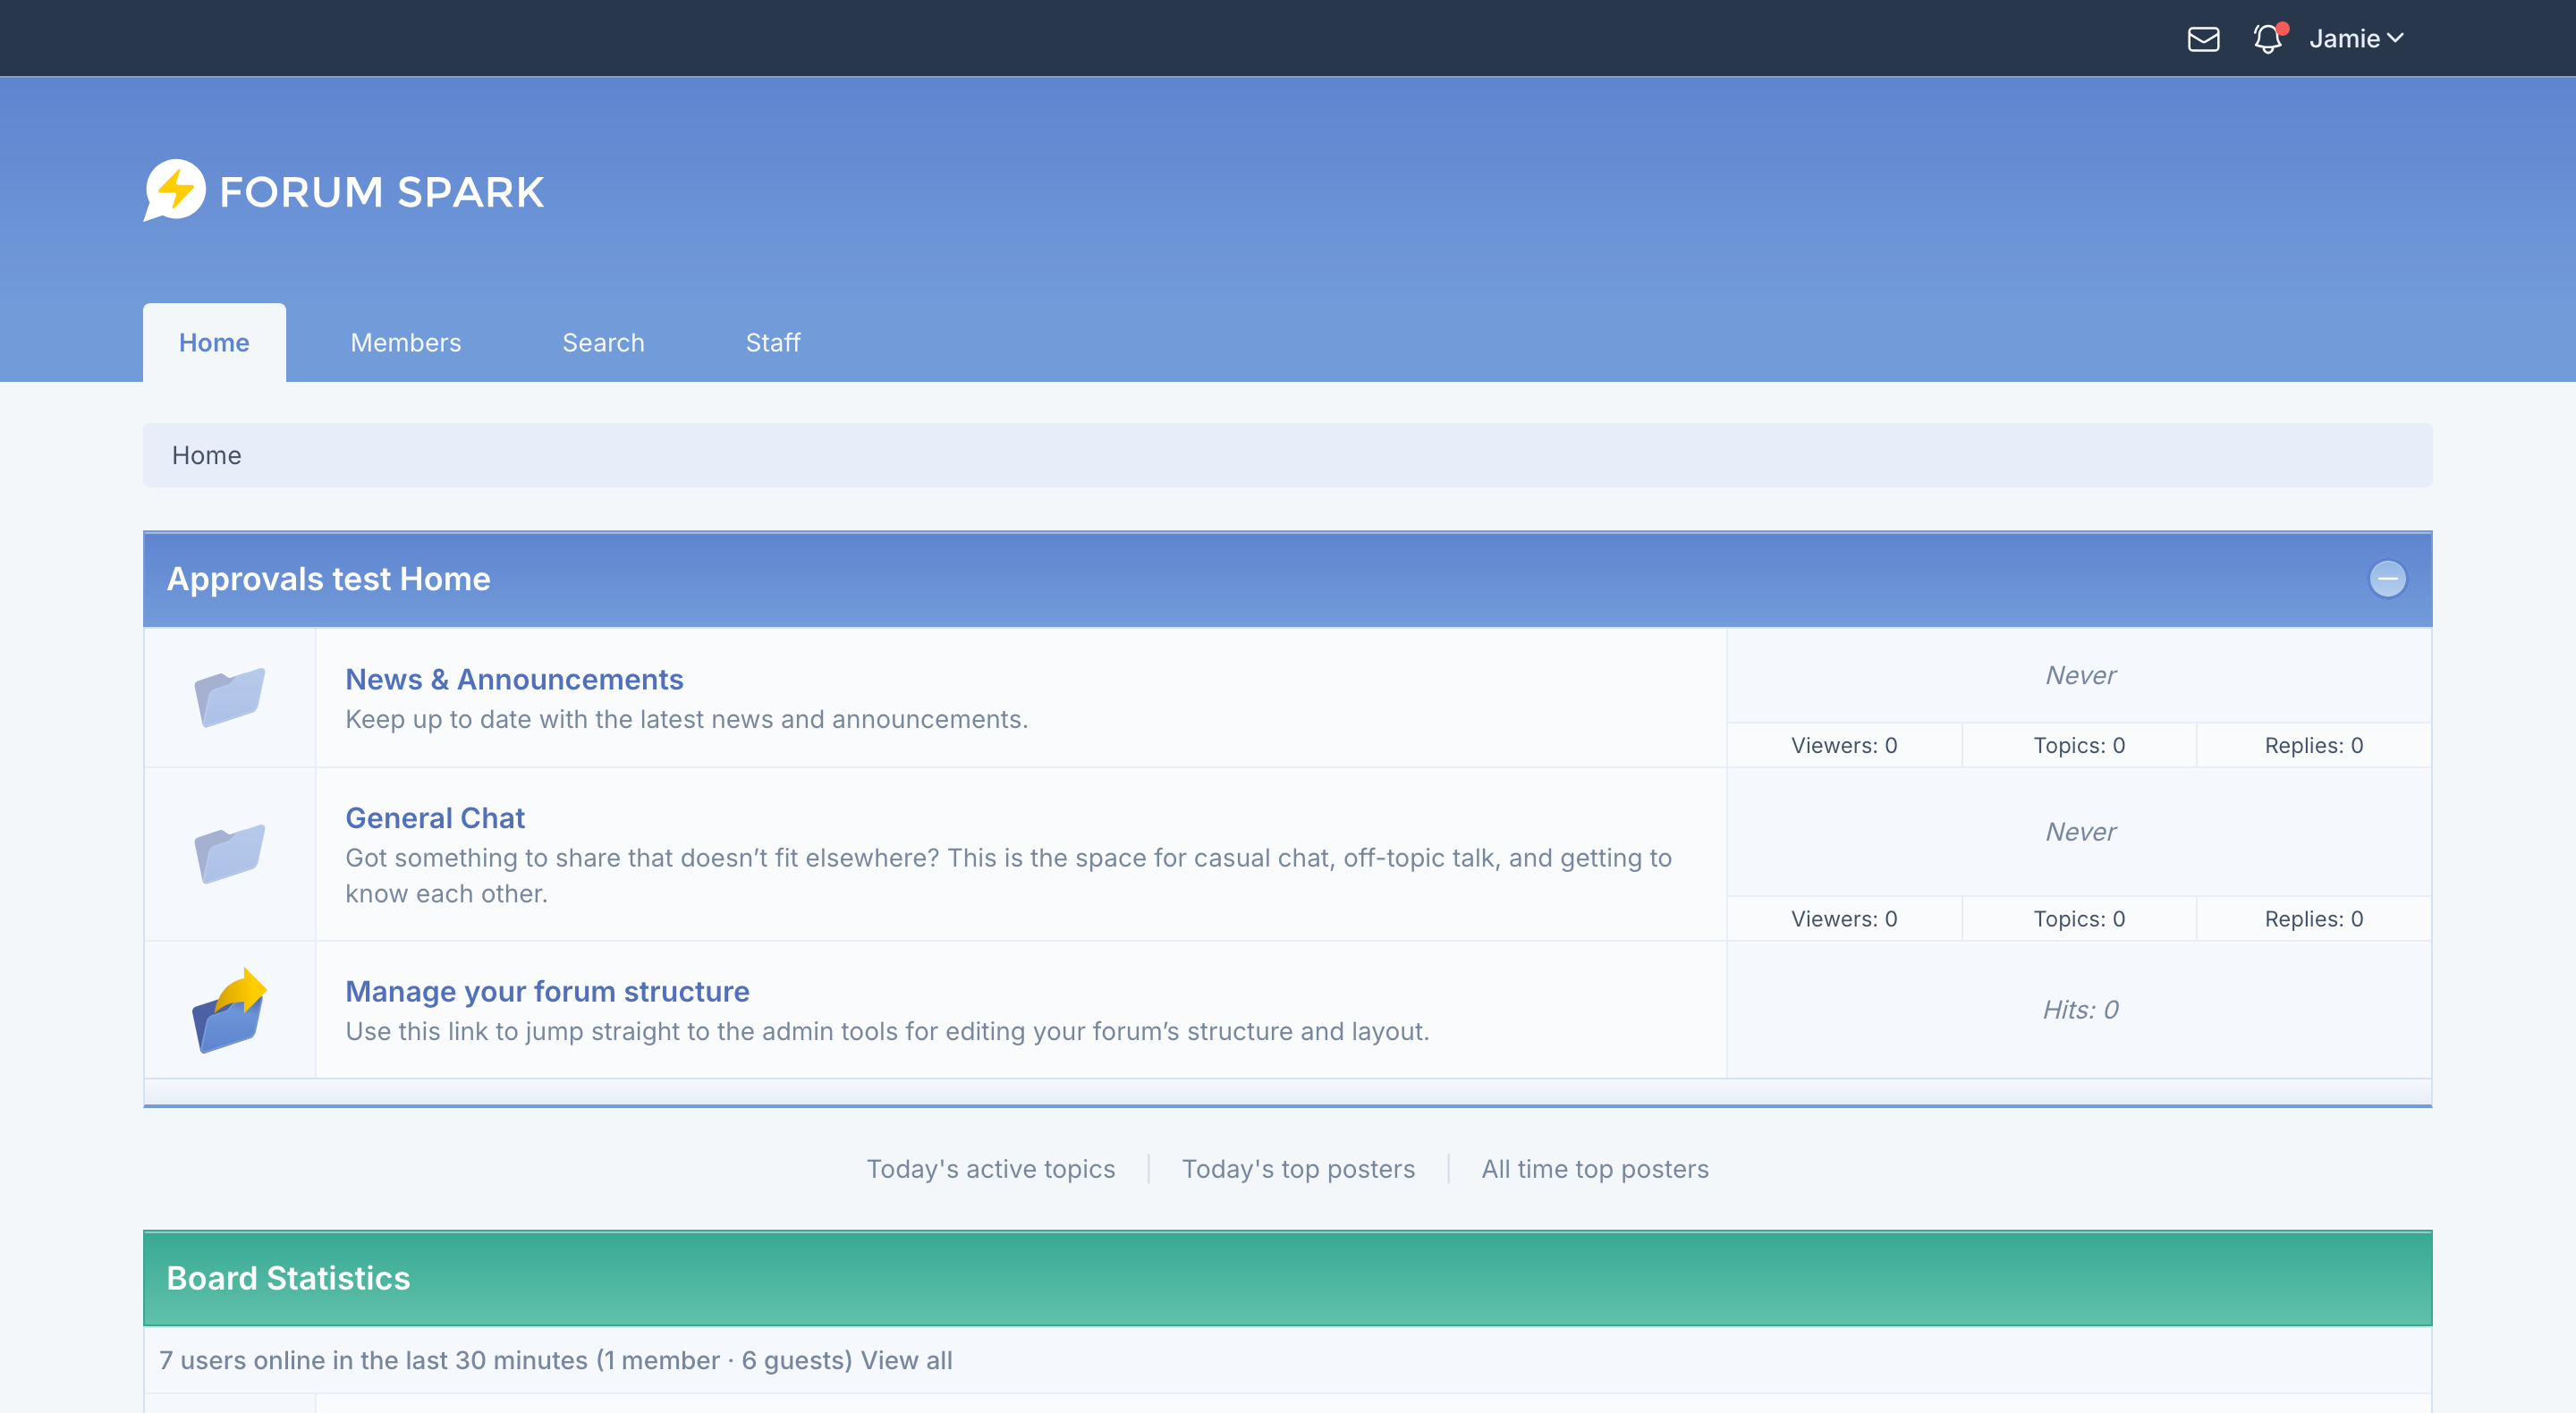 Jamie
FORUM SPARK
Home
Members
Search
Staff
Home
Approvals test Home
News & Announcements
Keep up to date with the latest news and announcements.
Never
Viewers: 0
Topics: 0
Replies: 0
General Chat
Got something to share that doesn’t fit elsewhere? This is the space for casual chat, off-topic talk, and getting to
know each other.
Never
Viewers: 0
Topics: 0
Replies: 0
Manage your forum structure
Use this link to jump straight to the admin tools for editing your forum’s structure and layout.
Hits: 0
Today's active topics
Today's top posters
All time top posters
Board Statistics
7 users online in the last 30 minutes (1 member · 6 guests) View all